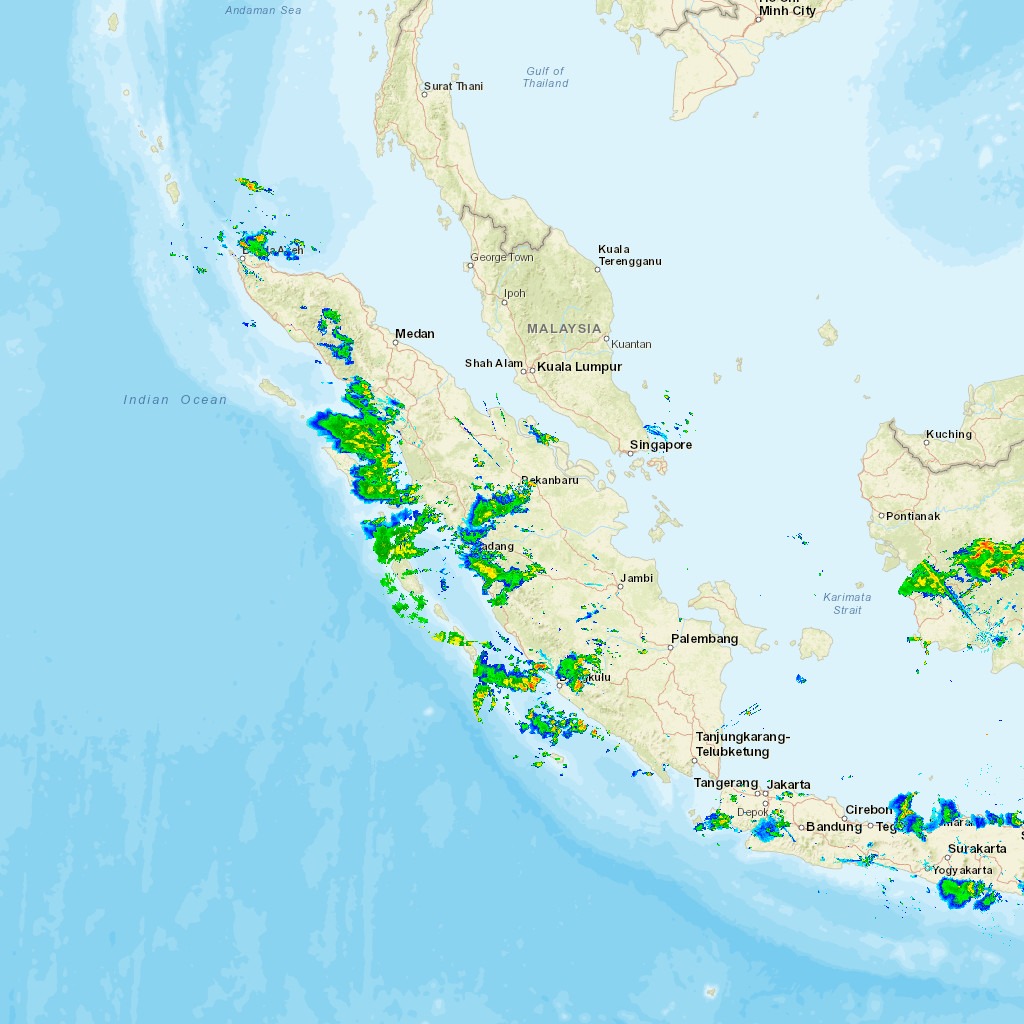 Andaman Sea
Minh City
Gulf of
Thailand
Surat Thani
Kuala
Terengganu
George Town
Ipoh
MALAYSIA
Medan
Kuantan
Shah Alam
Kuala Lumpur
Indian Ocean
Kuching
Singapore
Pekanbaru
Pontianak
Jambi
Karimata
Strait
Palembang
Tanjungkarang-
Telubketung
Tangerang
Jakarta
Cirebon
Depok
Bandung
Surakarta
Yogyakarta